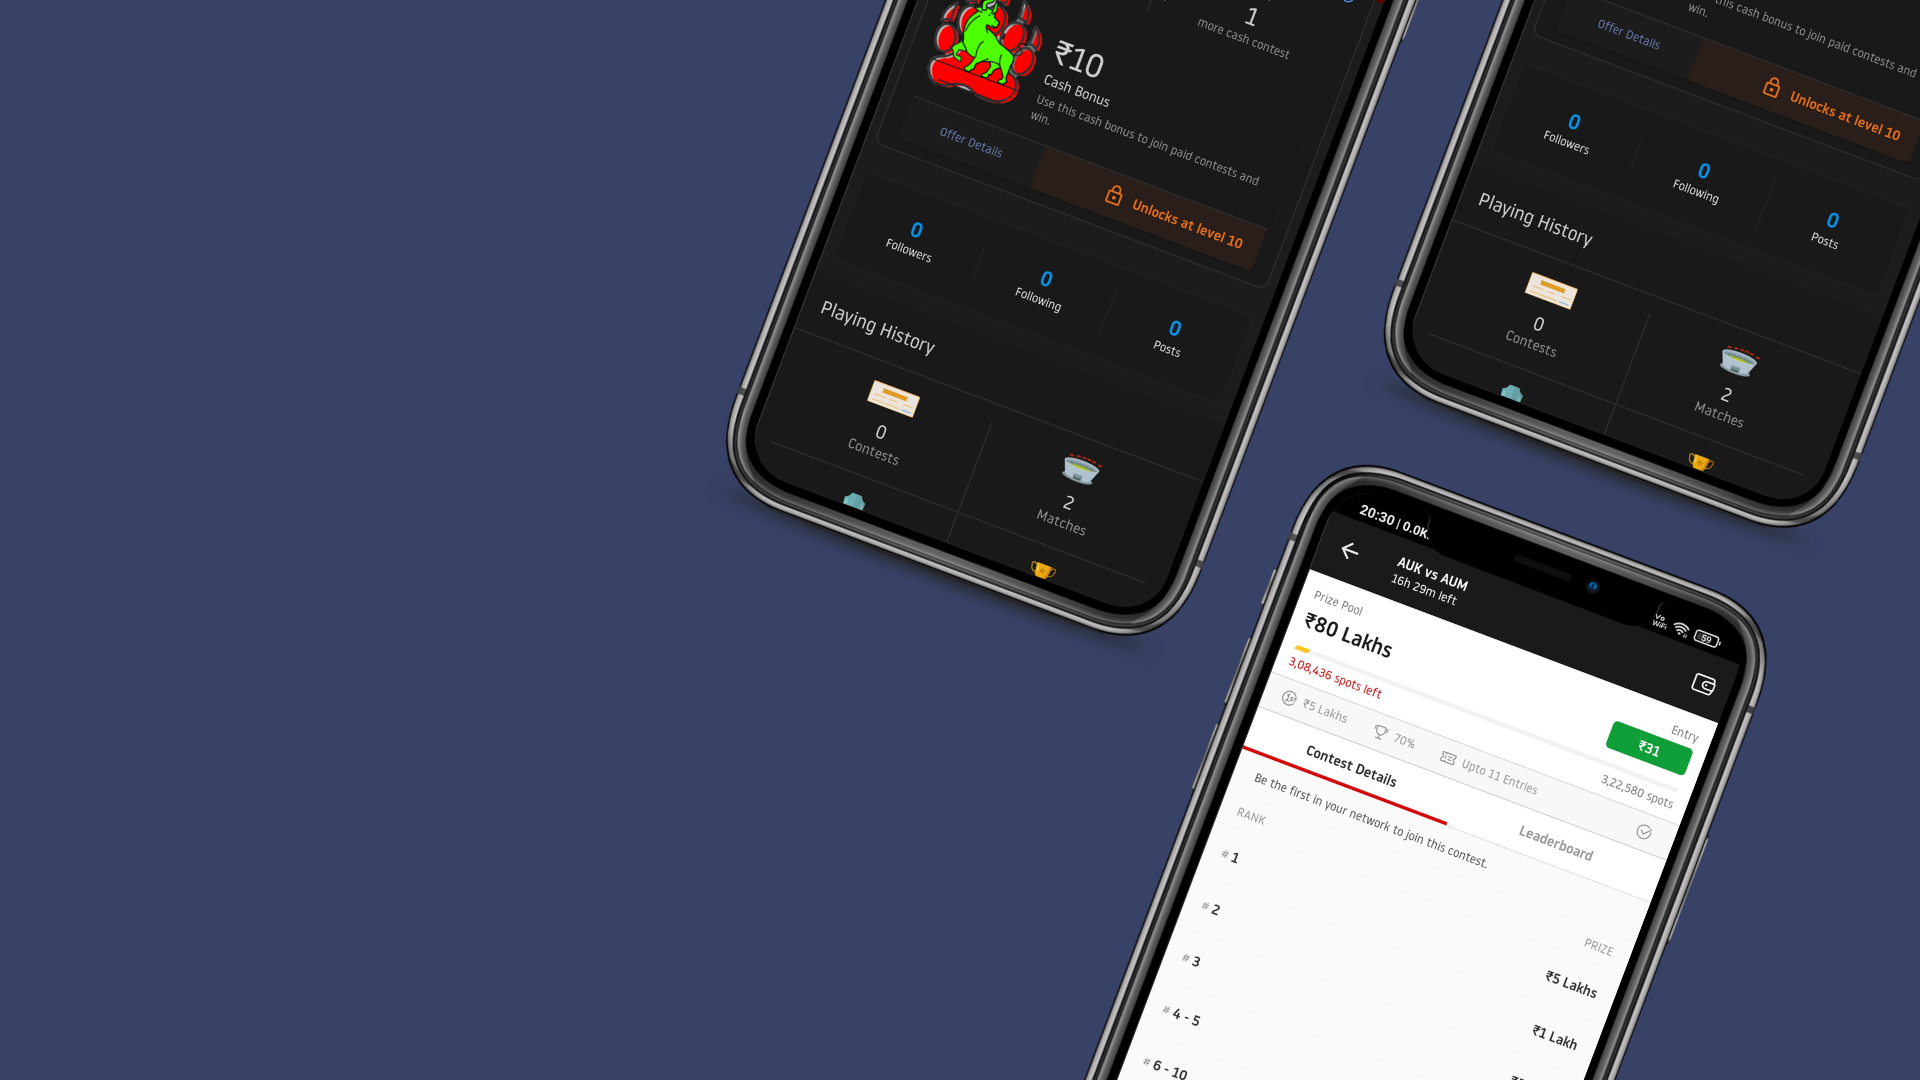 1
more cash contest
₹10
Cash Bonus
Use this cash bonus to join paid contests and
win.
Offer Details
Unlocks at level 10
0
Followers
0
Following
0
Posts
Playing History
0
Contests
2
Matches
this cash bonus to join paid contests and
win.
Offer Details
Unlocks at level 10
0
Followers
0
Following
0
Posts
Playing History
0
Contests
2
Matches
20:30 | 0.0K
Vo
WiFi
59
AUK vs AUM
16h 29m left
Prize Pool
₹80 Lakhs
Entry
₹31
3,08,436 spots left
3,22,580 spots
1st
₹5 Lakhs
70%
Upto 11 Entries
Contest Details
Leaderboard
Be the first in your network to join this contest.
RANK
PRIZE
# 1
₹5 Lakhs
# 2
₹1 Lakh
# 3
# 4 - 5
# 6 - 10